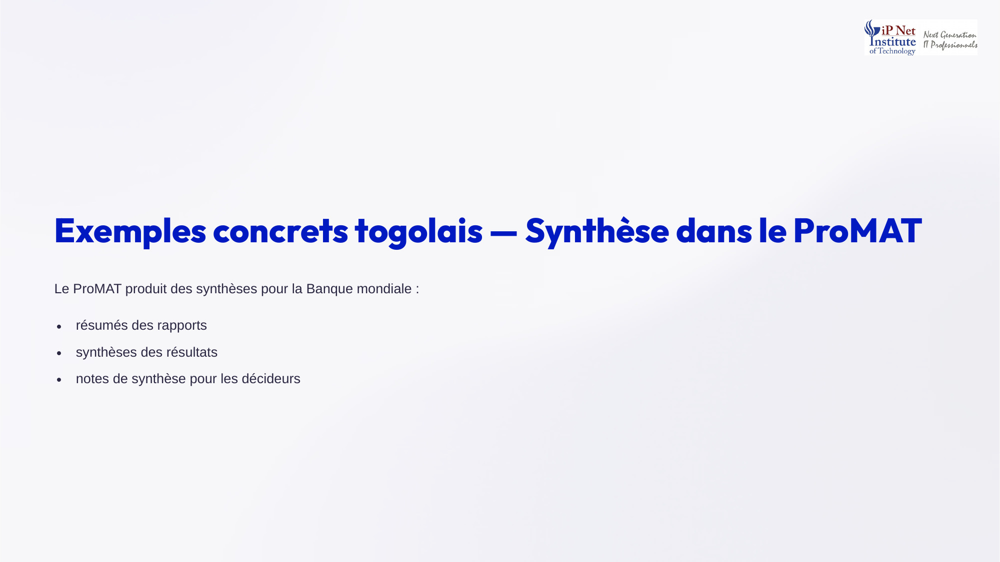 iP Net
Institute
of Technology
Next Generation
IT Professionnels
Exemples concrets togolais — Synthèse dans le ProMAT
Le ProMAT produit des synthèses pour la Banque mondiale :
• résumés des rapports
• synthèses des résultats
• notes de synthèse pour les décideurs